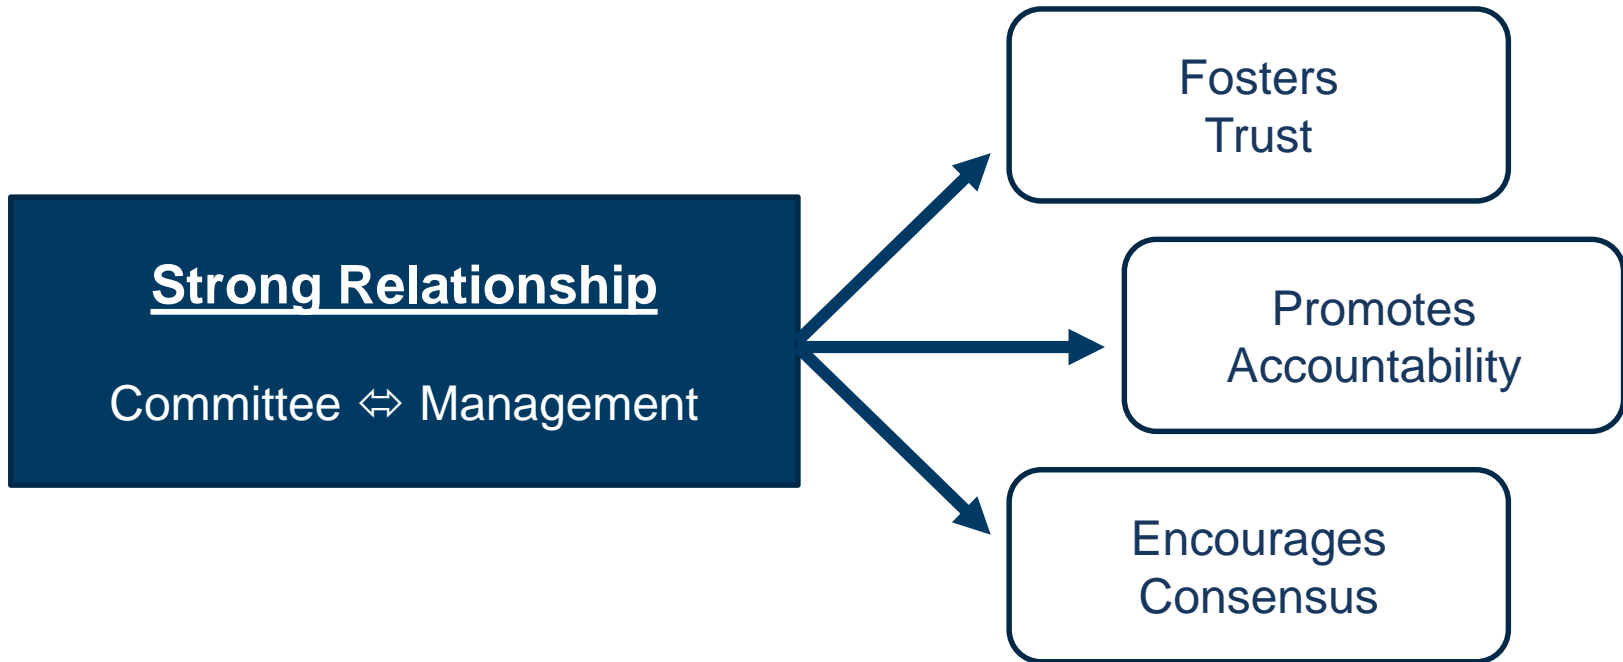 Strong Relationship
Committee ⬄ Management
Fosters
Trust
Promotes
Accountability
Encourages
Consensus